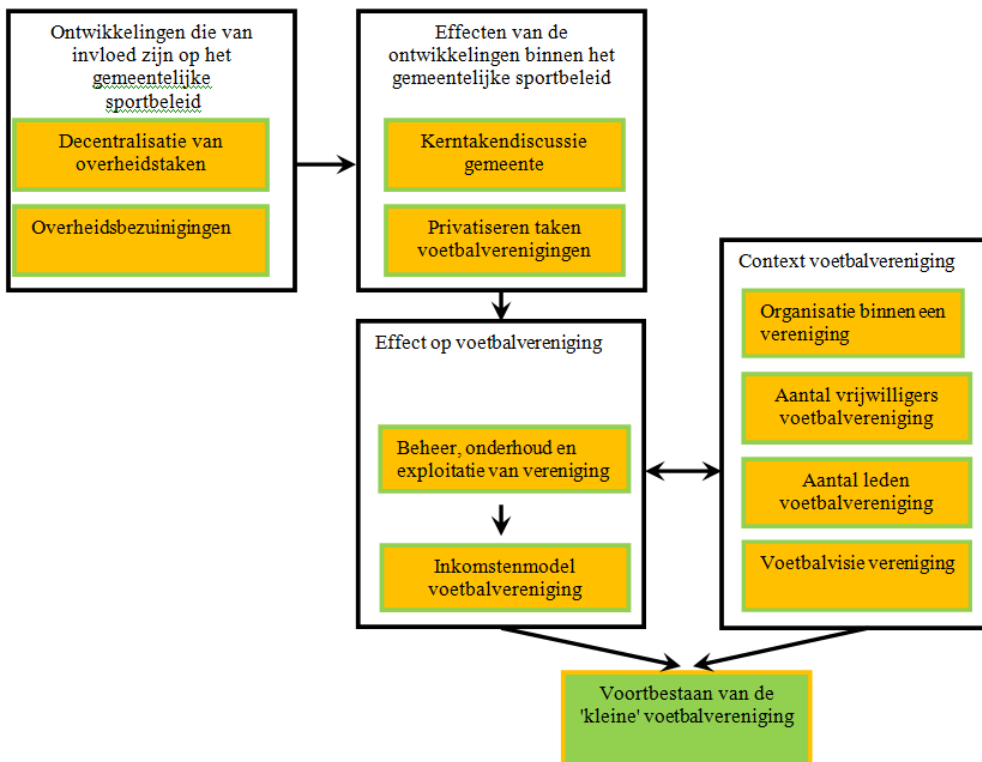 Ontwikkelingen die van
invloed zijn op het
gemeentelijke
sportbeleid
Decentralisatie van
overheidstaken
Overheidsbezuinigingen
Effecten van de
ontwikkelingen binnen het
gemeentelijke sportbeleid
Kerntakendiscussie
gemeente
Privatiseren taken
voetbalverenigingen
Effect op voetbalvereniging
Beheer, onderhoud en
exploitatie van vereniging
Inkomstenmodel
voetbalvereniging
Context voetbalvereniging
Organisatie binnen een
vereniging
Aantal vrijwilligers
voetbalvereniging
Aantal leden
voetbalvereniging
Voetbalvisie vereniging
Voortbestaan van de
'kleine' voetbalvereniging